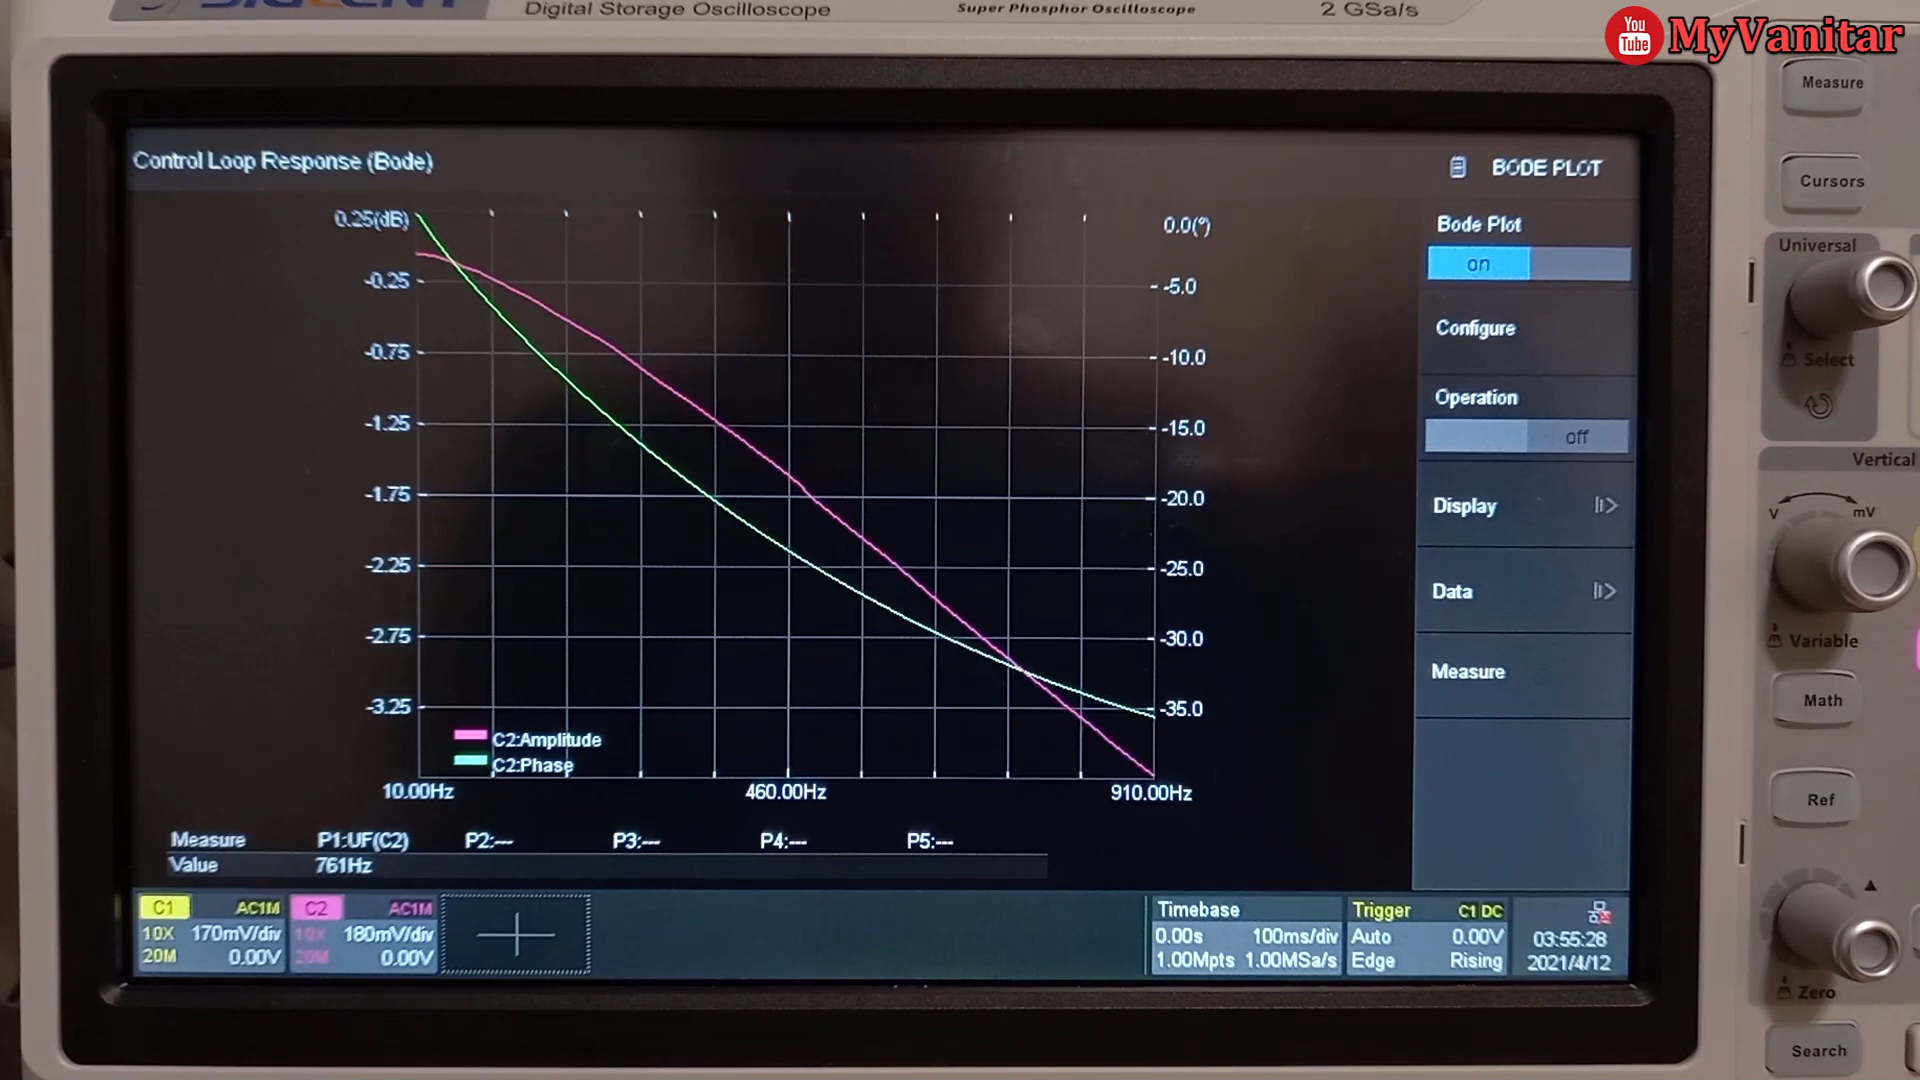 SIGLENT
Digital Storage Oscilloscope
Super Phosphor Oscilloscope
2 GSa/s
You Tube
MyVanitar
Control Loop Response (Bode)
BODE PLOT
0.25(dB)
-0.25
-0.75
-1.25
-1.75
-2.25
-2.75
-3.25
0.0(°)
-5.0
-10.0
-15.0
-20.0
-25.0
-30.0
-35.0
C2:Amplitude
C2:Phase
10.00Hz
460.00Hz
910.00Hz
Measure P1:UF(C2) P2:--- P3:--- P4:--- P5:---
Value 761Hz
Bode Plot
on
Configure
Operation
off
Display
Data
Measure
C1 AC1M
10X 170mV/div
20M 0.00V
C2 AC1M
10X 180mV/div
20M 0.00V
Timebase
0.00s 100ms/div
1.00Mpts 1.00MSa/s
Trigger C1 DC
Auto 0.00V
Edge Rising
03:55:28
2021/4/12
Measure
Cursors
Universal
Select
Vertical
V mV
Variable
Math
Ref
Zero
Search